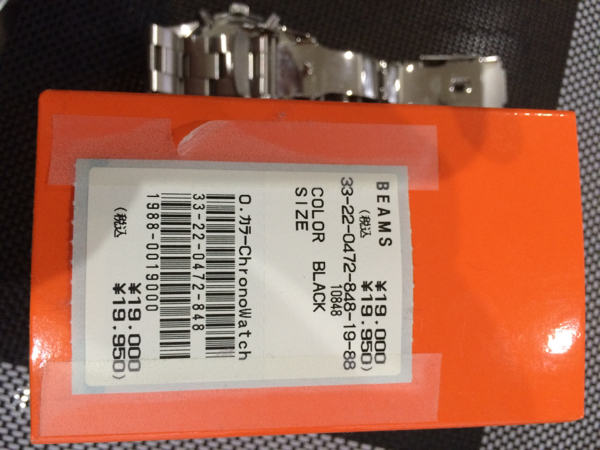 BEAMS
¥19.000
(税込 ¥19.950)
33-22-0472-848-19-88
10848
COLOR BLACK
SIZE
O.カラーChronoWatch
33-22-0472-848
1988-0019000
¥19.000
(税込 ¥19.950)